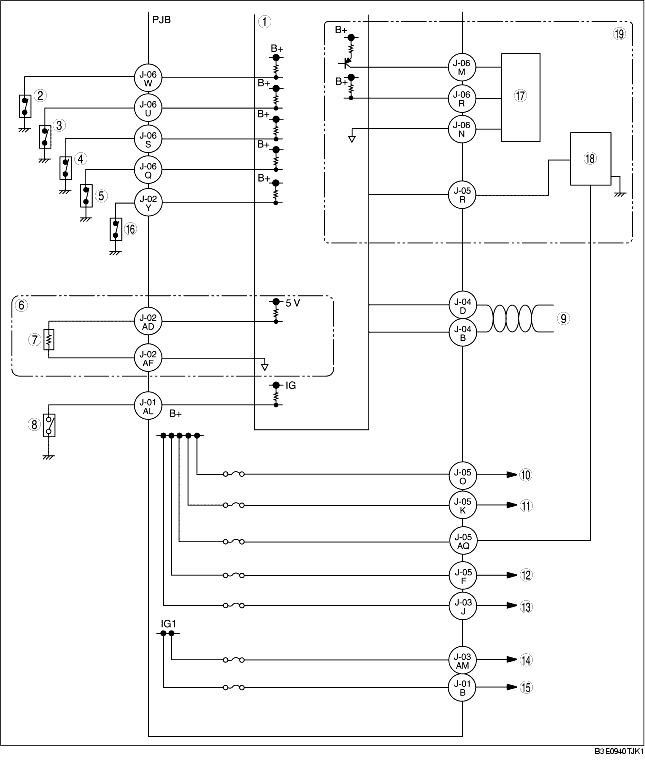 PJB
1
B+
J-06
W
2
B+
J-06
U
3
B+
J-06
S
4
B+
J-06
Q
5
B+
J-02
Y
16
19
B+
J-06
M
B+
J-06
R
17
J-06
N
18
J-05
R
6
5 V
J-02
AD
7
J-02
AF
J-04
D
9
J-04
B
IG
J-01
AL
8
B+
J-05
O
10
J-05
K
11
J-05
AQ
J-05
F
12
J-03
J
13
IG1
J-03
AM
14
J-01
B
15
B3E0940TJK1